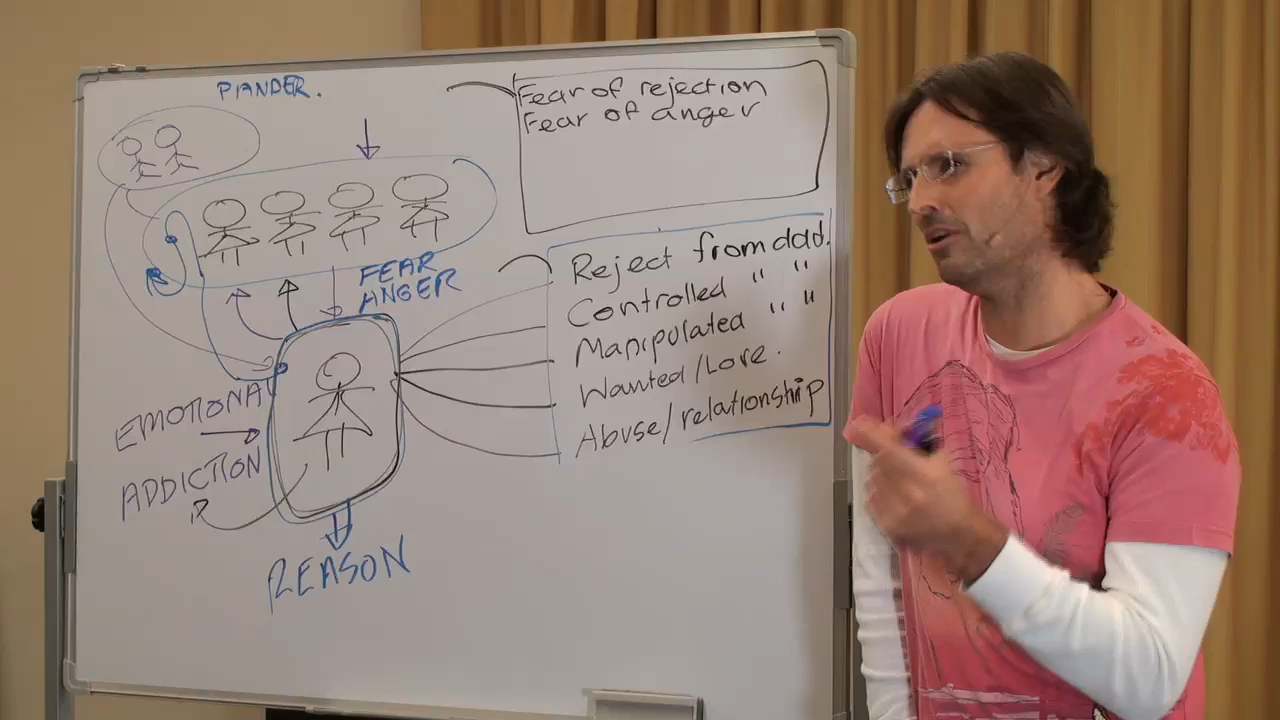 PANDER.
Fear of rejection
Fear of anger
FEAR
ANGER
Reject from dad.
Controlled " "
Manipulated " "
Wanted/Love.
Abuse/relationship
EMOTIONAL
ADDICTION
REASON